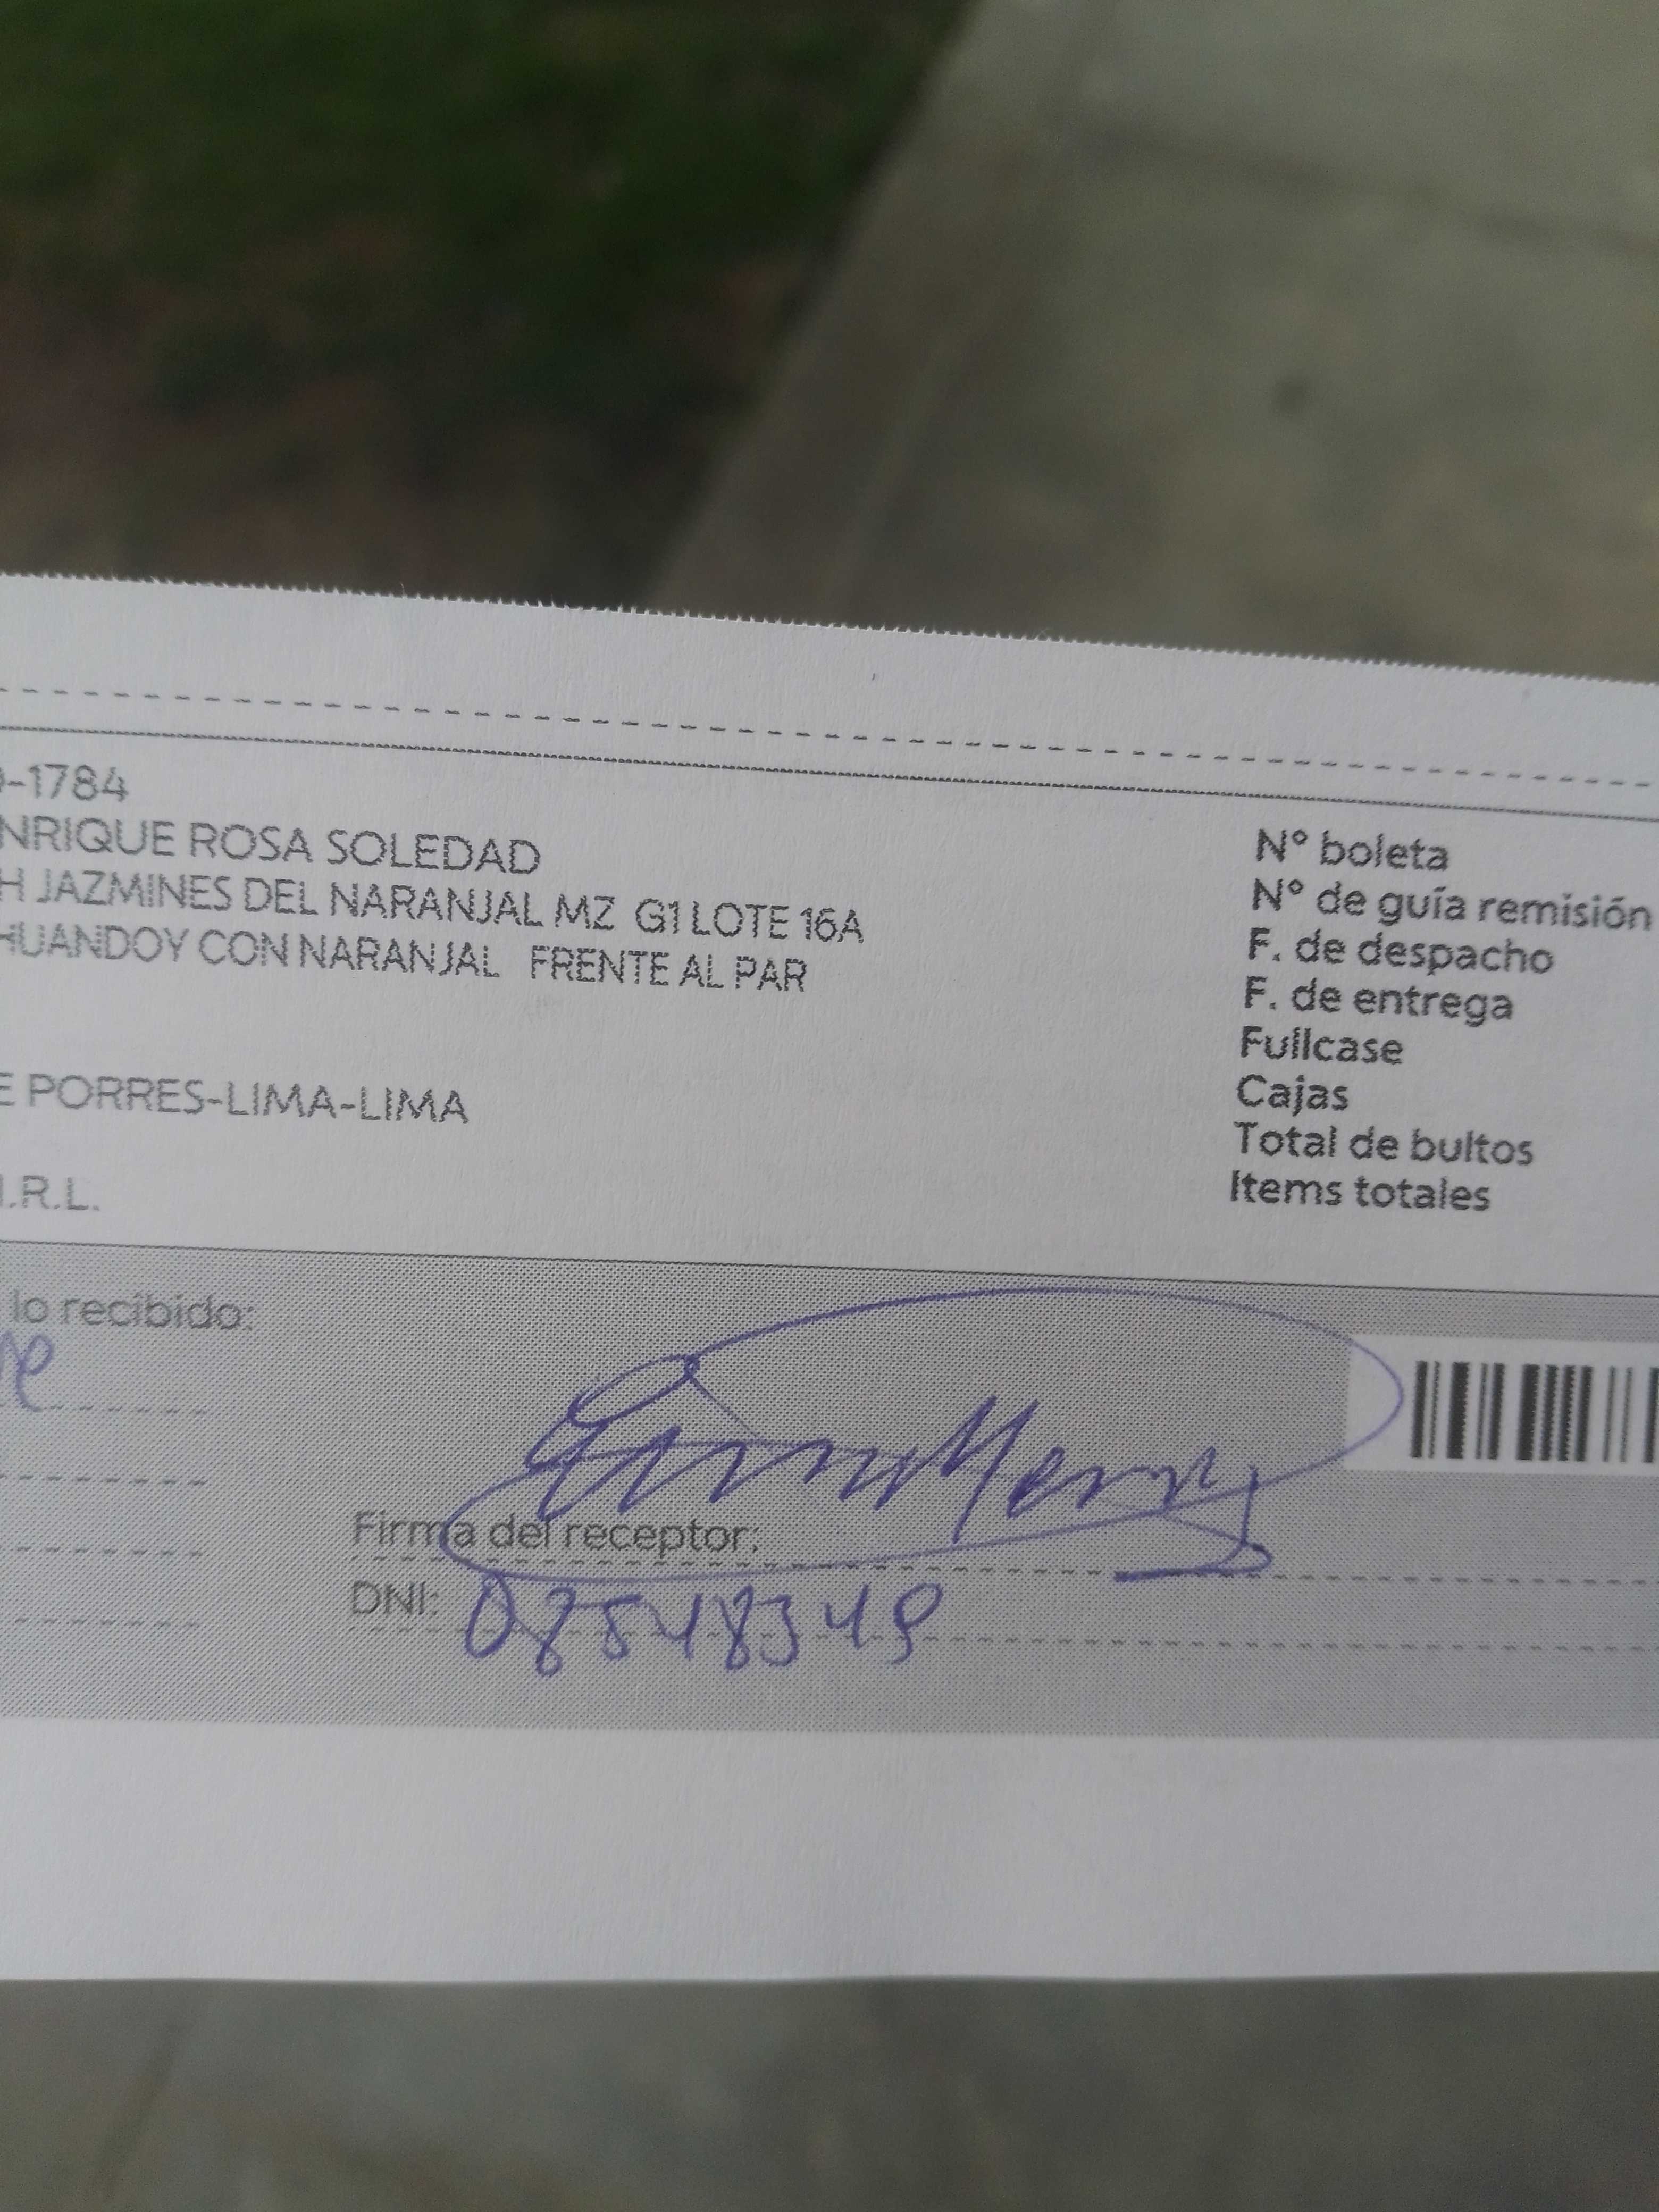 -1784
NRIQUE ROSA SOLEDAD
H JAZMINES DEL NARANJAL MZ G1 LOTE 16A
HUANDOY CON NARANJAL FRENTE AL PAR
E PORRES-LIMA-LIMA
I.R.L.
N° boleta
N° de guía remisión
F. de despacho
F. de entrega
Fullcase
Cajas
Total de bultos
Items totales
lo recibido:
Firma del receptor:
DNI: 08548349